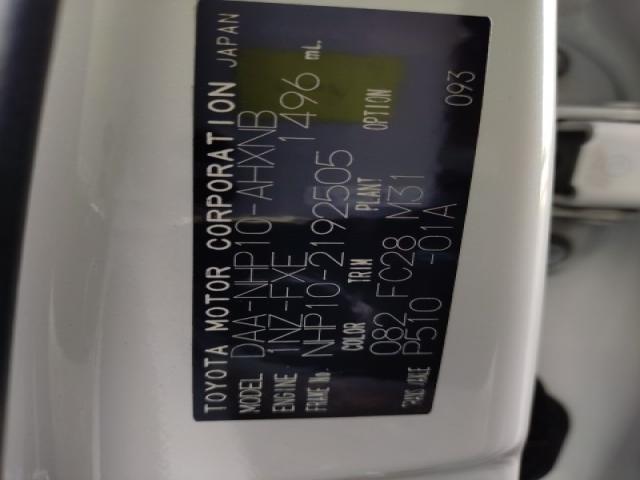 TOYOTA MOTOR CORPORATION JAPAN
MODEL DAA-NHP10-AHXNB
ENGINE 1NZ-FXE 1496 mL.
FRAME No. NHP10-2192505
COLOR TRIM PLANT OPTION
082 FC28 M31
TRANS AXLE P510 -01A 093